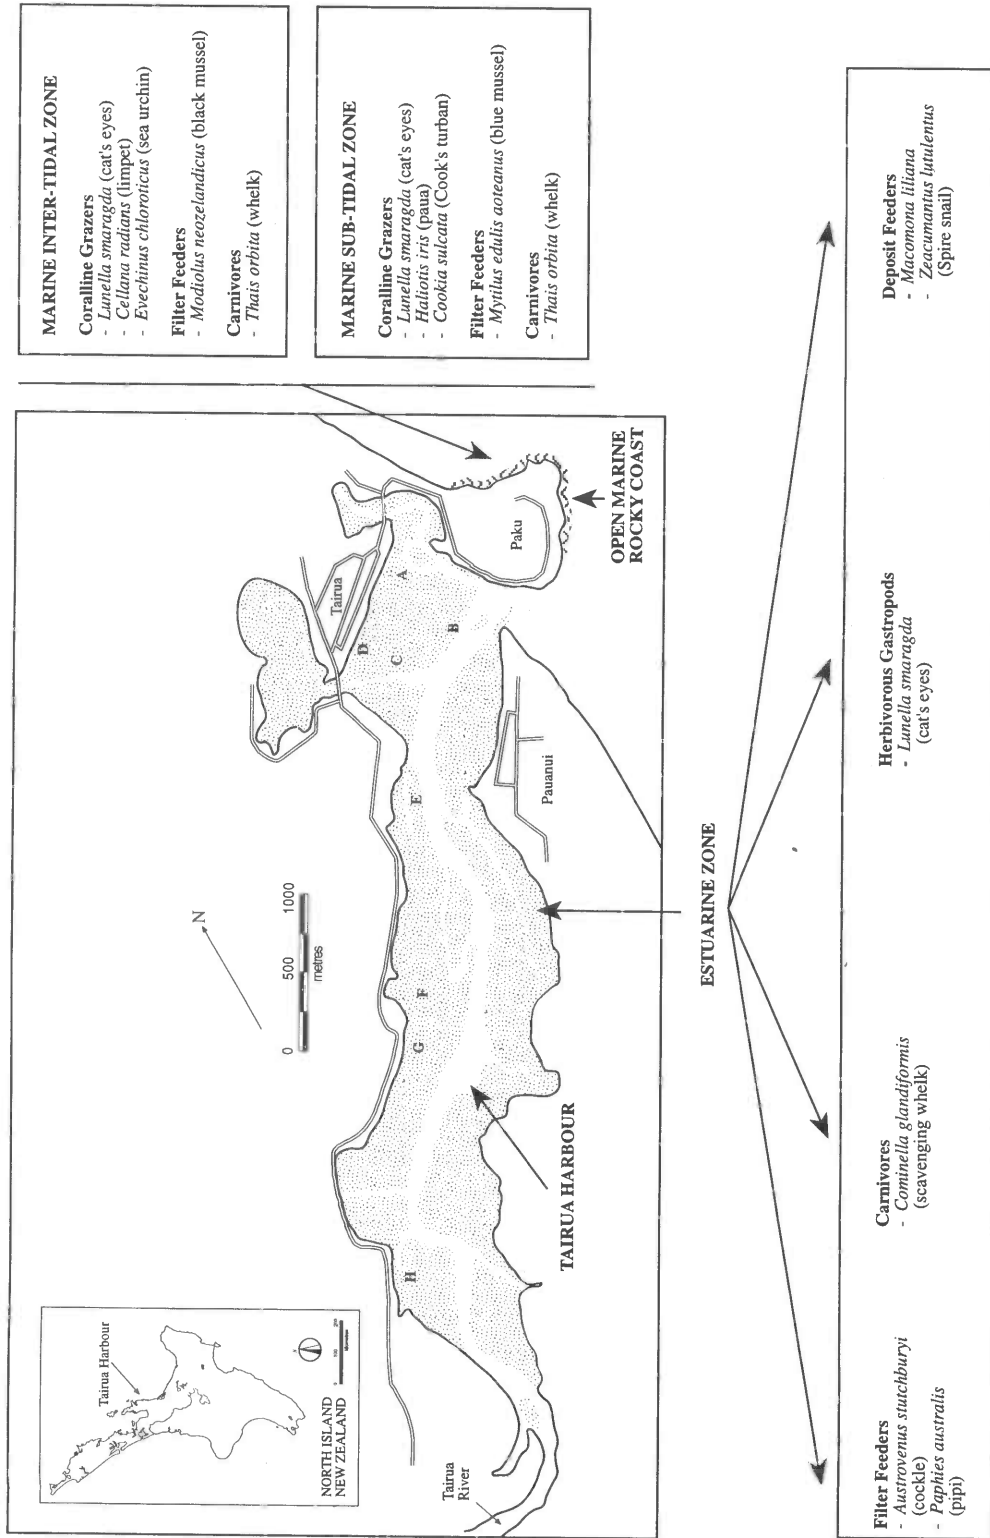 MARINE INTER-TIDAL ZONE
Coralline Grazers
- Lunella smaragda (cat's eyes)
- Cellana radians (limpet)
- Evechinus chloroticus (sea urchin)
Filter Feeders
- Modiolus neozelandicus (black mussel)
Carnivores
- Thais orbita (whelk)
MARINE SUB-TIDAL ZONE
Coralline Grazers
- Lunella smaragda (cat's eyes)
- Haliotis iris (paua)
- Cookia sulcata (Cook's turban)
Filter Feeders
- Mytilus edulis aoteanus (blue mussel)
Carnivores
- Thais orbita (whelk)
Tairua Harbour
NORTH ISLAND
NEW ZEALAND
N
0 100 200
kilometres
Tairua
River
N
0 500 1000
metres
Tairua
Paku
Pauanui
A
B
C
D
E
F
G
H
OPEN MARINE
ROCKY COAST
TAIRUA HARBOUR
ESTUARINE ZONE
Filter Feeders
- Austrovenus stutchburyi
(cockle)
- Paphies australis
(pipi)
Carnivores
- Cominella glandiformis
(scavenging whelk)
Herbivorous Gastropods
- Lunella smaragda
(cat's eyes)
Deposit Feeders
- Macomona liliana
- Zeacumantus lutulentus
(Spire snail)